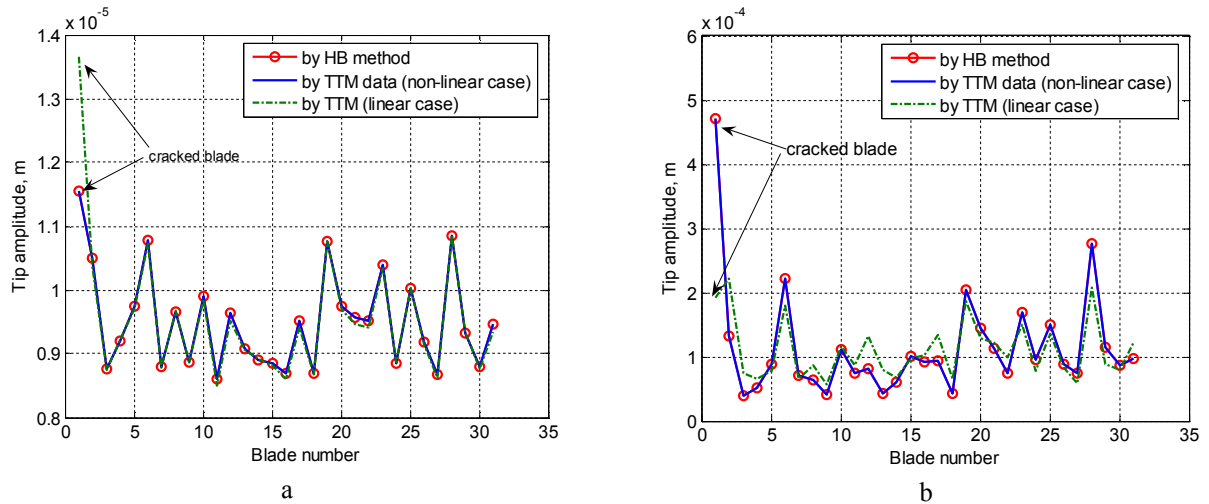 x 10-5
1.4
1.3
1.2
1.1
1
0.9
0.8
Tip amplitude, m
by HB method
by TTM data (non-linear case)
by TTM (linear case)
cracked blade
0 5 10 15 20 25 30 35
Blade number
a
x 10-4
6
5
4
3
2
1
0
Tip amplitude, m
by HB method
by TTM data (non-linear case)
by TTM (linear case)
cracked blade
0 5 10 15 20 25 30 35
Blade number
b